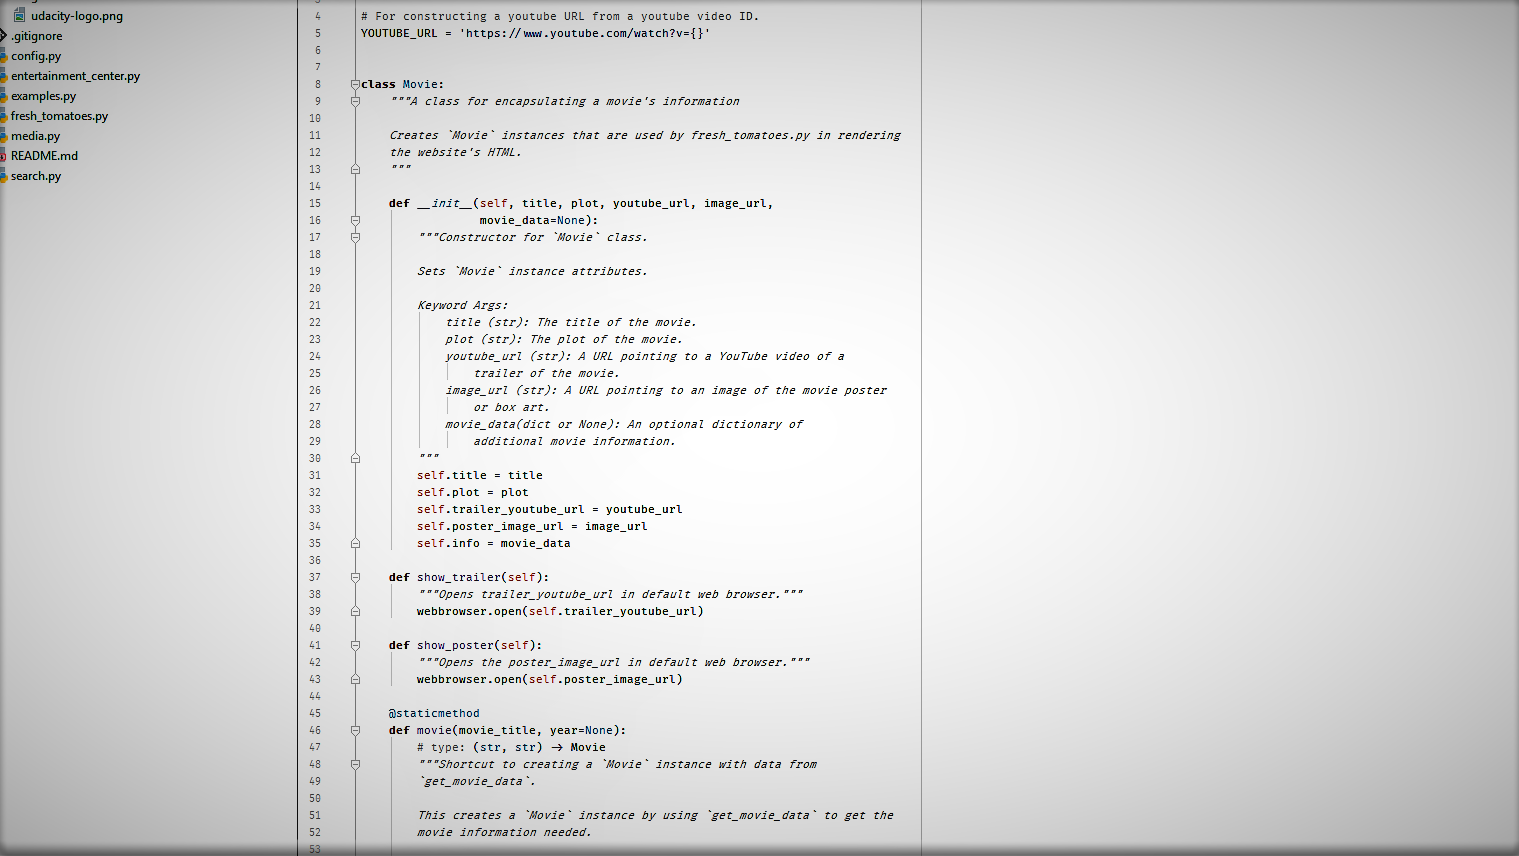 udacity-logo.png
.gitignore
config.py
entertainment_center.py
examples.py
fresh_tomatoes.py
media.py
README.md
search.py
4 # For constructing a youtube URL from a youtube video ID.
5 YOUTUBE_URL = 'https://www.youtube.com/watch?v={}'
6
7
8 class Movie:
9 """A class for encapsulating a movie's information
10
11 Creates `Movie` instances that are used by fresh_tomatoes.py in rendering
12 the website's HTML.
13 """
14
15 def __init__(self, title, plot, youtube_url, image_url,
16 movie_data=None):
17 """Constructor for `Movie` class.
18
19 Sets `Movie` instance attributes.
20
21 Keyword Args:
22 title (str): The title of the movie.
23 plot (str): The plot of the movie.
24 youtube_url (str): A URL pointing to a YouTube video of a
25 trailer of the movie.
26 image_url (str): A URL pointing to an image of the movie poster
27 or box art.
28 movie_data(dict or None): An optional dictionary of
29 additional movie information.
30 """
31 self.title = title
32 self.plot = plot
33 self.trailer_youtube_url = youtube_url
34 self.poster_image_url = image_url
35 self.info = movie_data
36
37 def show_trailer(self):
38 """Opens trailer_youtube_url in default web browser."""
39 webbrowser.open(self.trailer_youtube_url)
40
41 def show_poster(self):
42 """Opens the poster_image_url in default web browser."""
43 webbrowser.open(self.poster_image_url)
44
45 @staticmethod
46 def movie(movie_title, year=None):
47 # type: (str, str) -> Movie
48 """Shortcut to creating a `Movie` instance with data from
49 `get_movie_data`.
50
51 This creates a `Movie` instance by using `get_movie_data` to get the
52 movie information needed.
53